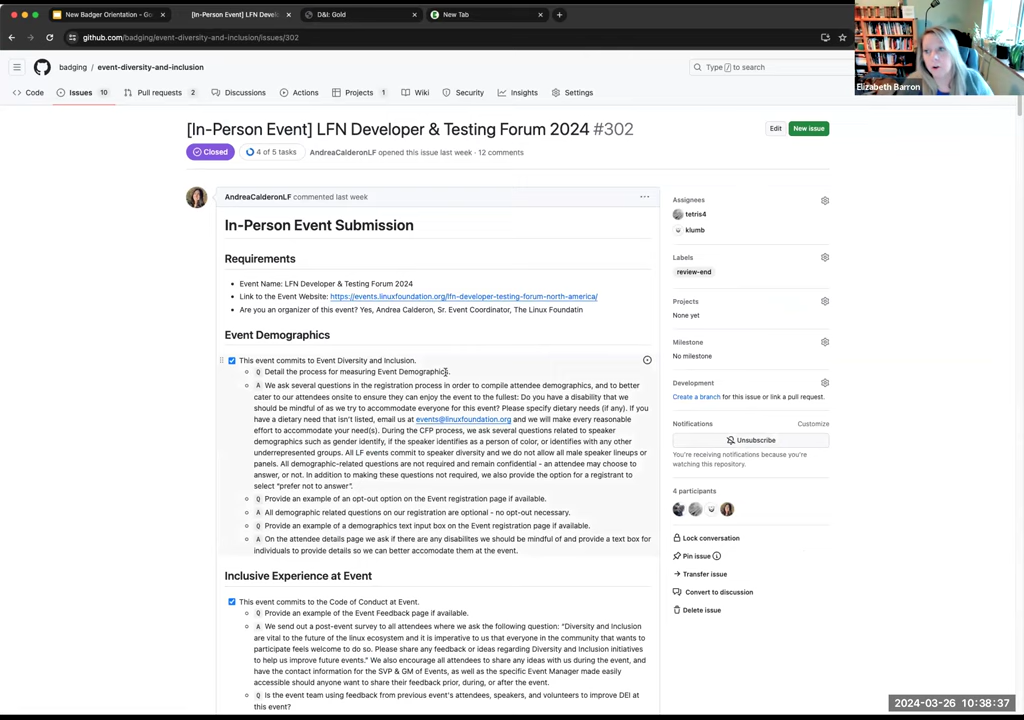 New Badger Orientation - Go
[In-Person Event] LFN Devel
D&I: Gold
New Tab
github.com/badging/event-diversity-and-inclusion/issues/302
Elizabeth Barron
badging / event-diversity-and-inclusion
Type / to search
Code
Issues 10
Pull requests 2
Discussions
Actions
Projects 1
Wiki
Security
Insights
Settings
[In-Person Event] LFN Developer & Testing Forum 2024 #302
Edit
New issue
Closed
4 of 5 tasks
AndreaCalderonLF opened this issue last week · 12 comments
AndreaCalderonLF commented last week
In-Person Event Submission
Requirements
Event Name: LFN Developer & Testing Forum 2024
Link to the Event Website: https://events.linuxfoundation.org/lfn-developer-testing-forum-north-america/
Are you an organizer of this event? Yes, Andrea Calderon, Sr. Event Coordinator, The Linux Foundatin
Event Demographics
This event commits to Event Diversity and Inclusion.
Q Detail the process for measuring Event Demographics.
A We ask several questions in the registration process in order to compile attendee demographics, and to better
cater to our attendees onsite to ensure they can enjoy the event to the fullest: Do you have a disability that we
should be mindful of as we try to accommodate everyone for this event? Please specify dietary needs (if any). If you
have a dietary need that isn't listed, email us at events@linuxfoundation.org and we will make every reasonable
effort to accommodate your need(s). During the CFP process, we ask several questions related to speaker
demographics such as gender identify, if the speaker identifies as a person of color, or identifies with any other
underrepresented groups. All LF events commit to speaker diversity and we do not allow all male speaker lineups or
panels. All demographic-related questions are not required and remain confidential - an attendee may choose to
answer, or not. In addition to making these questions not required, we also provide the option for a registrant to
select "prefer not to answer".
Q Provide an example of an opt-out option on the Event registration page if available.
A All demographic related questions on our registration are optional - no opt-out necessary.
Q Provide an example of a demographics text input box on the Event registration page if available.
A On the attendee details page we ask if there are any disabilites we should be mindful of and provide a text box for
individuals to provide details so we can better accomodate them at the event.
Inclusive Experience at Event
This event commits to the Code of Conduct at Event.
Q Provide an example of the Event Feedback page if available.
A We send out a post-event survey to all attendees where we ask the following question: "Diversity and Inclusion
are vital to the future of the linux ecosystem and it is imperative to us that everyone in the community that wants to
participate feels welcome to do so. Please share any feedback or ideas regarding Diversity and Inclusion initiatives
to help us improve future events." We also encourage all attendees to share any ideas with us during the event, and
have the contact information for the SVP & GM of Events, as well as the specific Event Manager made easily
accessible should anyone want to share their feedback prior, during, or after the event.
Q Is the event team using feedback from previous event's attendees, speakers, and volunteers to improve DEI at
this event?
Assignees
tetris4
klumb
Labels
review-end
Projects
None yet
Milestone
No milestone
Development
Create a branch for this issue or link a pull request.
Notifications
Customize
Unsubscribe
You're receiving notifications because you're
watching this repository.
4 participants
Lock conversation
Pin issue
Transfer issue
Convert to discussion
Delete issue
2024-03-26 10:38:37